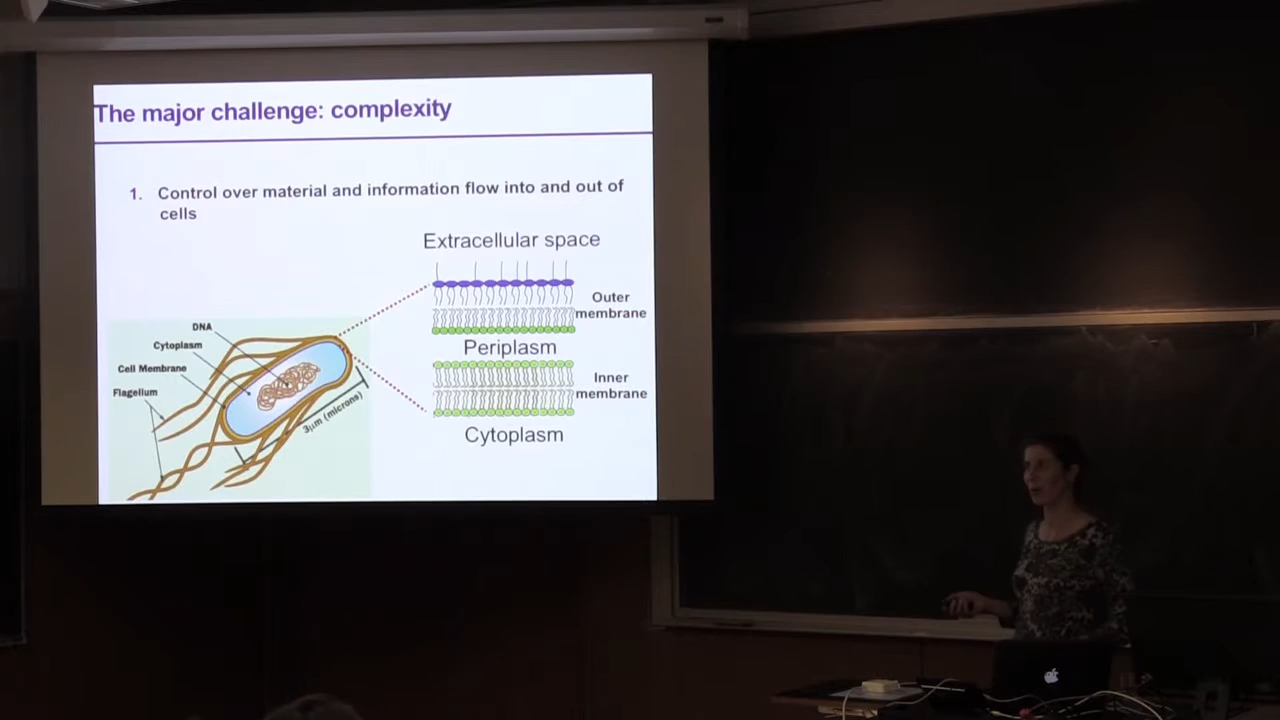 The major challenge: complexity
1. Control over material and information flow into and out of
cells
Extracellular space
Outer
membrane
Periplasm
Inner
membrane
Cytoplasm
DNA
Cytoplasm
Cell Membrane
Flagellum
3μm (microns)